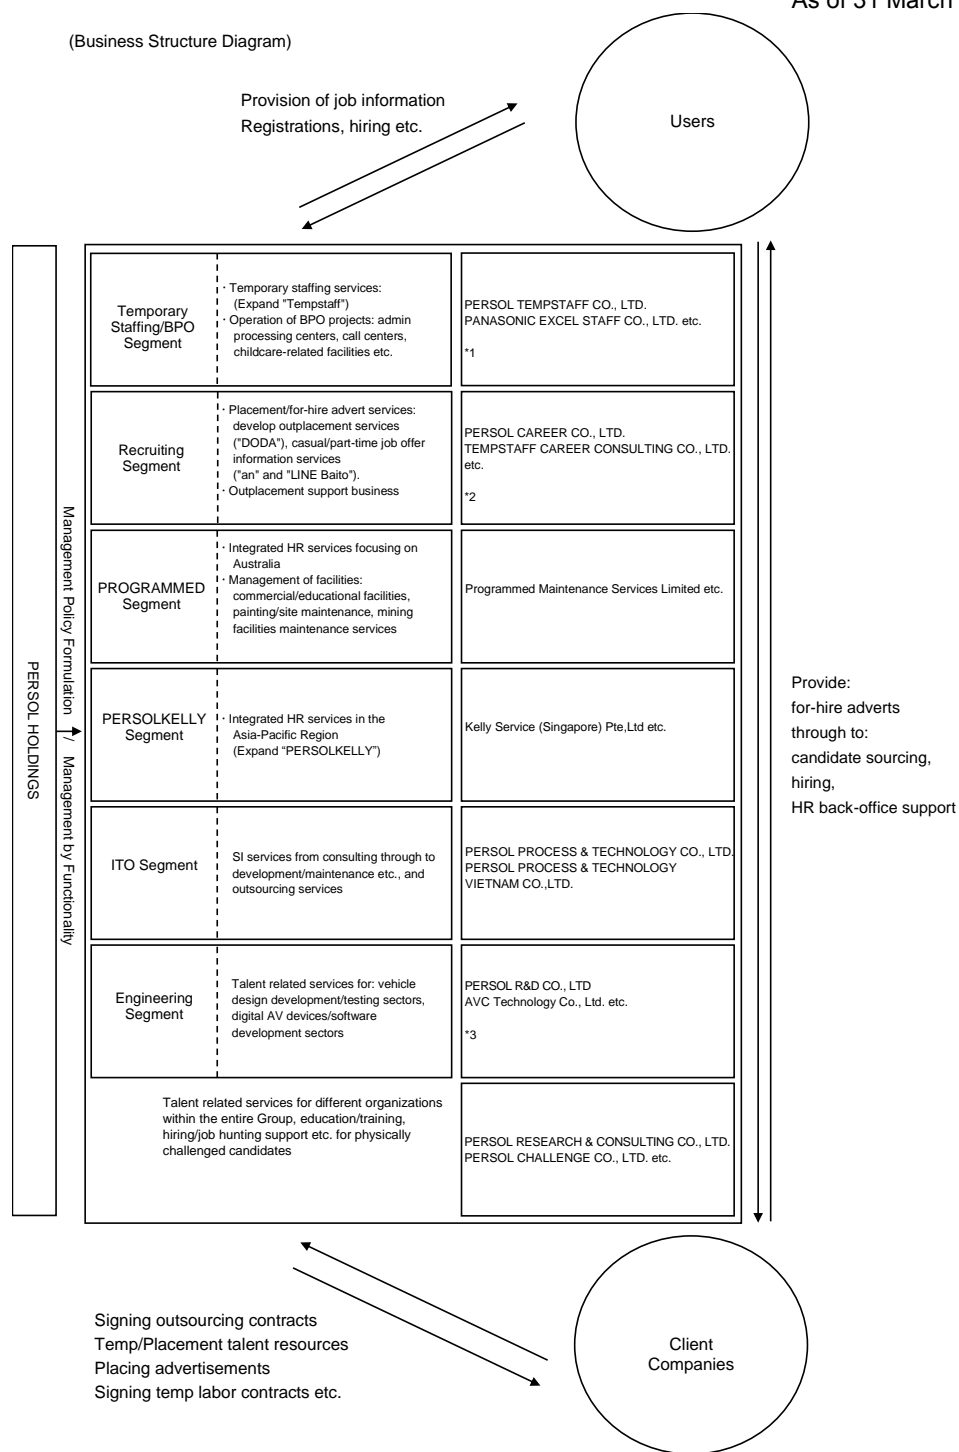 As of 31 March
(Business Structure Diagram)
Provision of job information
Registrations, hiring etc.
Users
Temporary
Staffing/BPO
Segment
· Temporary staffing services:
(Expand "Tempstaff")
· Operation of BPO projects: admin
processing centers, call centers,
childcare-related facilities etc.
PERSOL TEMPSTAFF CO., LTD.
PANASONIC EXCEL STAFF CO., LTD. etc.
*1
Recruiting
Segment
· Placement/for-hire advert services:
develop outplacement services
("DODA"), casual/part-time job offer
information services
("an" and "LINE Baito").
· Outplacement support business
PERSOL CAREER CO., LTD.
TEMPSTAFF CAREER CONSULTING CO., LTD.
etc.
*2
PROGRAMMED
Segment
· Integrated HR services focusing on
Australia
· Management of facilities:
commercial/educational facilities,
painting/site maintenance, mining
facilities maintenance services
Programmed Maintenance Services Limited etc.
PERSOL HOLDINGS
Management Policy Formulation / Management by Functionality
PERSOLKELLY
Segment
· Integrated HR services in the
Asia-Pacific Region
(Expand “PERSOLKELLY”)
Kelly Service (Singapore) Pte,Ltd etc.
Provide:
for-hire adverts
through to:
candidate sourcing,
hiring,
HR back-office support
ITO Segment
SI services from consulting through to
development/maintenance etc., and
outsourcing services
PERSOL PROCESS & TECHNOLOGY CO., LTD.
PERSOL PROCESS & TECHNOLOGY
VIETNAM CO.,LTD.
Engineering
Segment
Talent related services for: vehicle
design development/testing sectors,
digital AV devices/software
development sectors
PERSOL R&D CO., LTD
AVC Technology Co., Ltd. etc.
*3
Talent related services for different organizations
within the entire Group, education/training,
hiring/job hunting support etc. for physically
challenged candidates
PERSOL RESEARCH & CONSULTING CO., LTD.
PERSOL CHALLENGE CO., LTD. etc.
Signing outsourcing contracts
Temp/Placement talent resources
Placing advertisements
Signing temp labor contracts etc.
Client
Companies